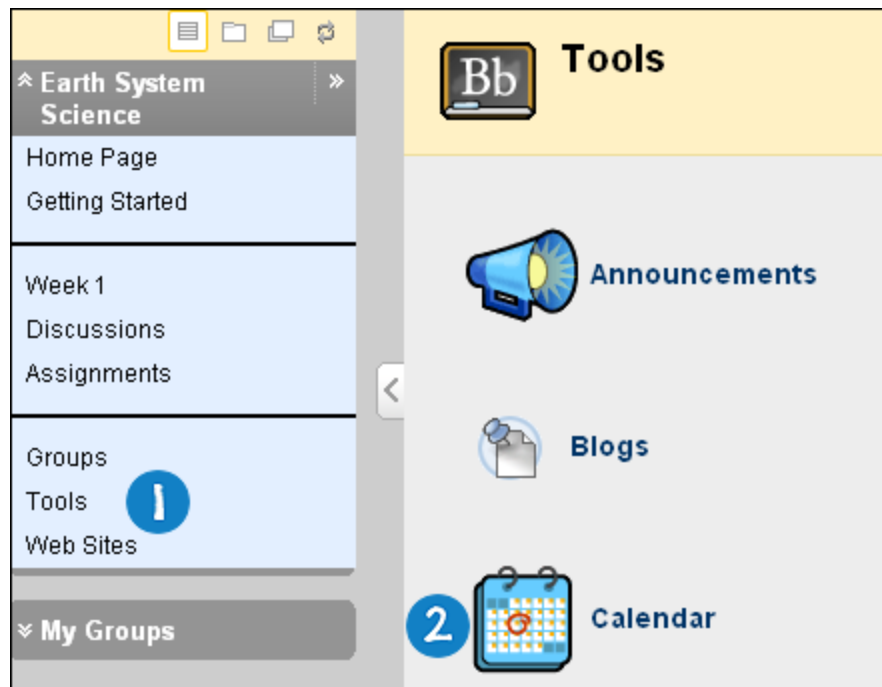 Earth System
Science
Home Page
Getting Started
Week 1
Discussions
Assignments
Groups
Tools
1
Web Sites
My Groups
Bb
Tools
Announcements
Blogs
2
Calendar